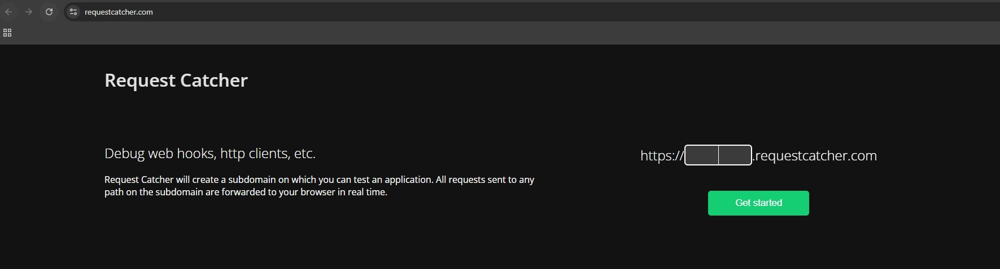 requestcatcher.com
Request Catcher
Debug web hooks, http clients, etc.
Request Catcher will create a subdomain on which you can test an application. All requests sent to any
path on the subdomain are forwarded to your browser in real time.
https:// .requestcatcher.com
Get started